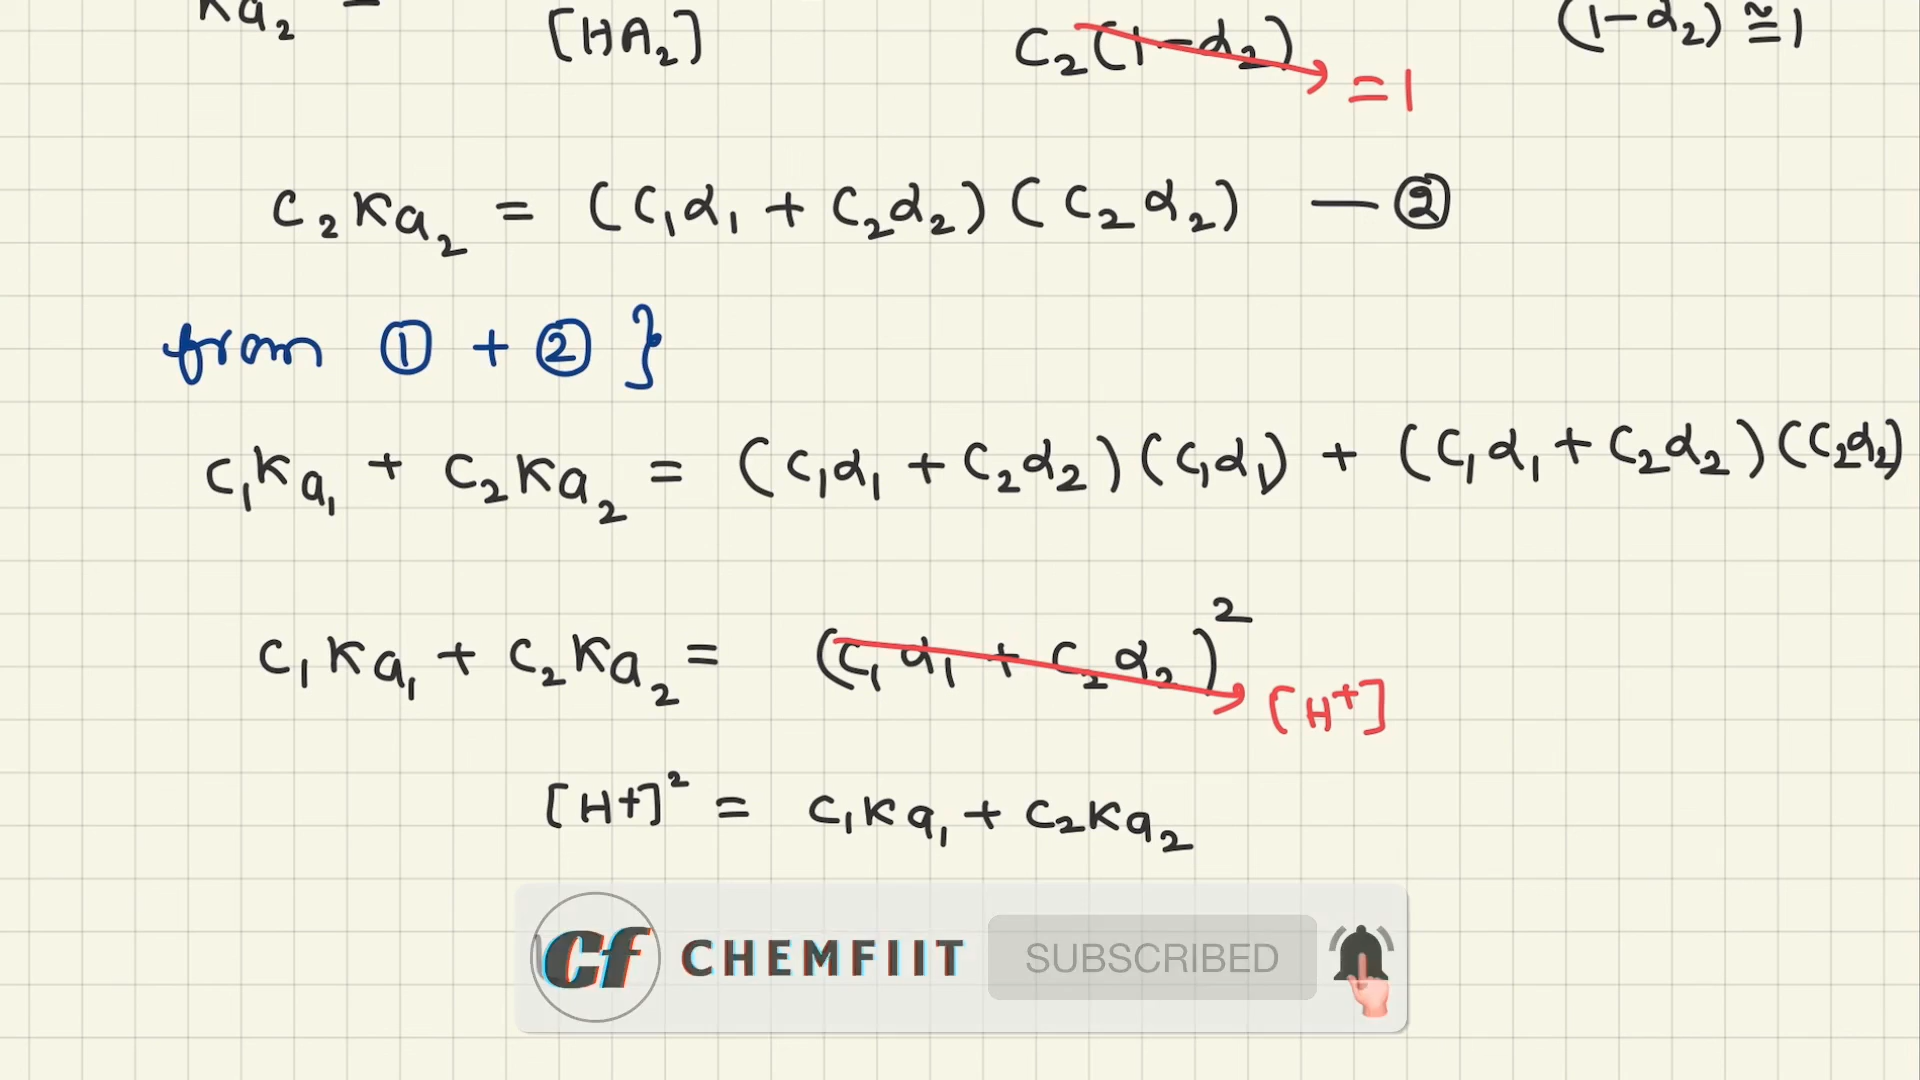 Ka₂ =
[HA₂]
C₂(1-α₂)
= 1
(1-α₂) ≅ 1
C₂Ka₂ = (C₁α₁ + C₂α₂)(C₂α₂) — ②
from ① + ② }
C₁Ka₁ + C₂Ka₂ = (C₁α₁ + C₂α₂)(C₁α₁) + (C₁α₁ + C₂α₂)(C₂α₂)
C₁Ka₁ + C₂Ka₂ = (C₁α₁ + C₂α₂)²
[H⁺]
[H+]² = C₁Ka₁ + C₂Ka₂
Cf CHEMFIIT SUBSCRIBED